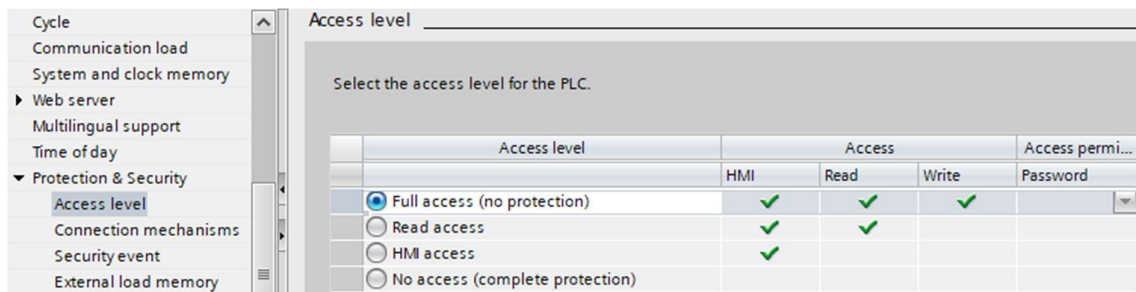 Cycle
Communication load
System and clock memory
Web server
Multilingual support
Time of day
Protection & Security
Access level
Connection mechanisms
Security event
External load memory
Access level
Select the access level for the PLC.
Access level Access Access permi...
HMI Read Write Password
Full access (no protection)
Read access
HMI access
No access (complete protection)